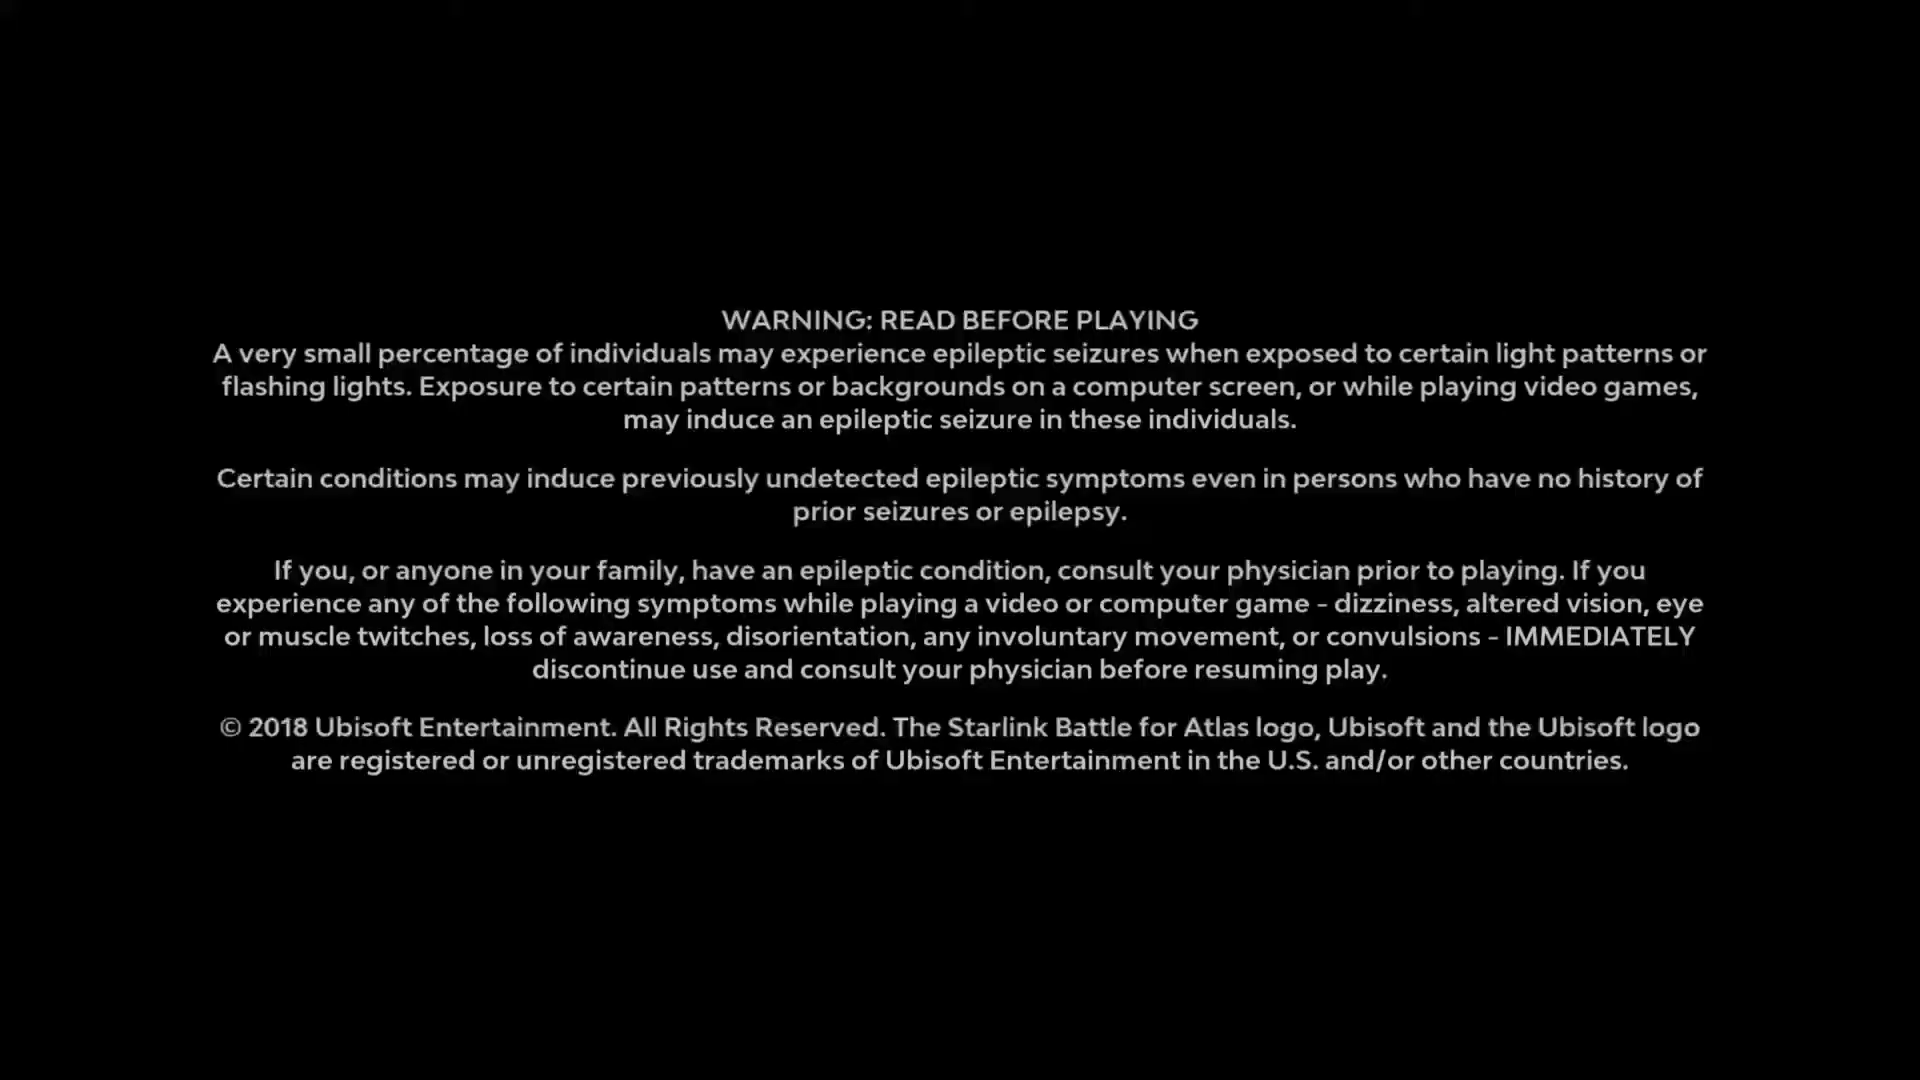 WARNING: READ BEFORE PLAYING
A very small percentage of individuals may experience epileptic seizures when exposed to certain light patterns or
flashing lights. Exposure to certain patterns or backgrounds on a computer screen, or while playing video games,
may induce an epileptic seizure in these individuals.
Certain conditions may induce previously undetected epileptic symptoms even in persons who have no history of
prior seizures or epilepsy.
If you, or anyone in your family, have an epileptic condition, consult your physician prior to playing. If you
experience any of the following symptoms while playing a video or computer game - dizziness, altered vision, eye
or muscle twitches, loss of awareness, disorientation, any involuntary movement, or convulsions - IMMEDIATELY
discontinue use and consult your physician before resuming play.
© 2018 Ubisoft Entertainment. All Rights Reserved. The Starlink Battle for Atlas logo, Ubisoft and the Ubisoft logo
are registered or unregistered trademarks of Ubisoft Entertainment in the U.S. and/or other countries.